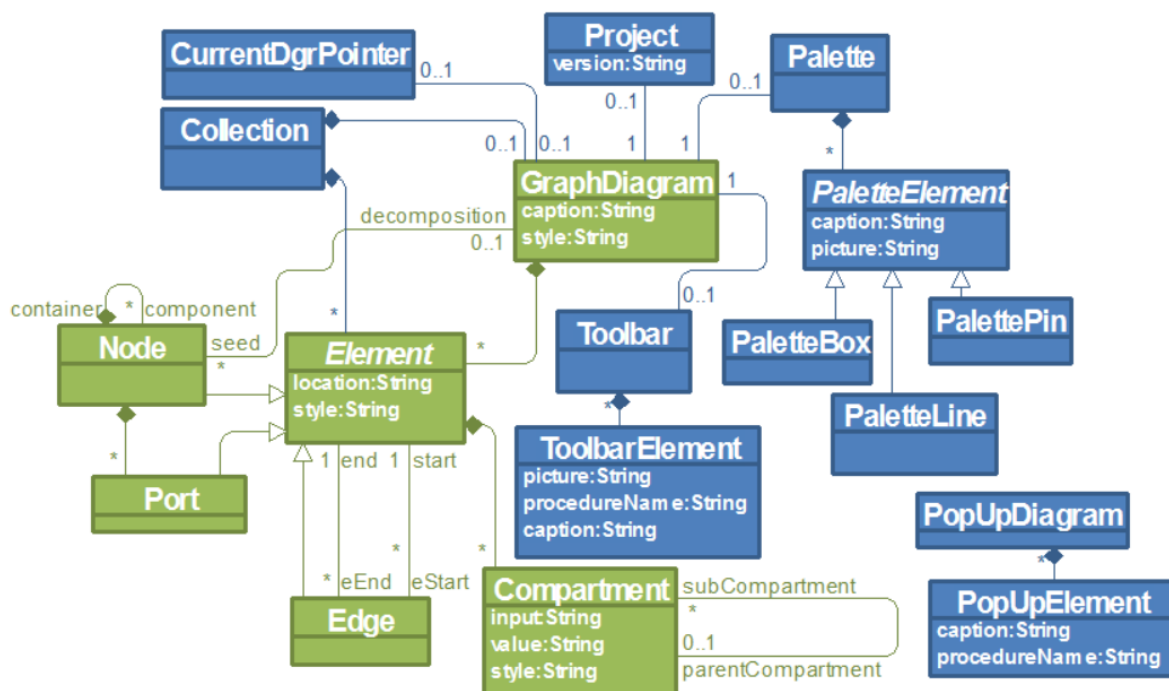 CurrentDgrPointer
0..1
Project
version:String
0..1
1
Palette
0..1
1
*
Collection
0..1
0..1
*
GraphDiagram
caption:String
style:String
1
decomposition
0..1
*
PaletteElement
caption:String
picture:String
container
*
component
Node
seed
*
*
Element
location:String
style:String
0..1
Toolbar
*
PaletteBox
PalettePin
PaletteLine
Port
1
end
1
start
*
eEnd
*
eStart
Edge
*
ToolbarElement
picture:String
procedureName:String
caption:String
Compartment
input:String
value:String
style:String
subCompartment
*
0..1
parentCompartment
PopUpDiagram
*
PopUpElement
caption:String
procedureName:String